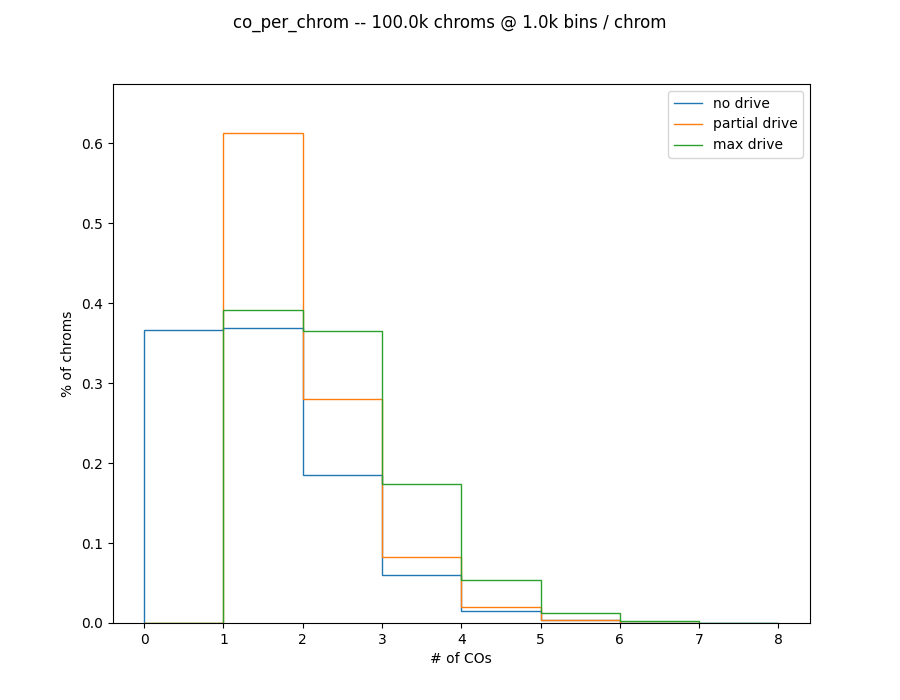 co_per_chrom -- 100.0k chroms @ 1.0k bins / chrom
no drive
partial drive
max drive
% of chroms
0.6
0.5
0.4
0.3
0.2
0.1
0.0
0 1 2 3 4 5 6 7 8
# of COs